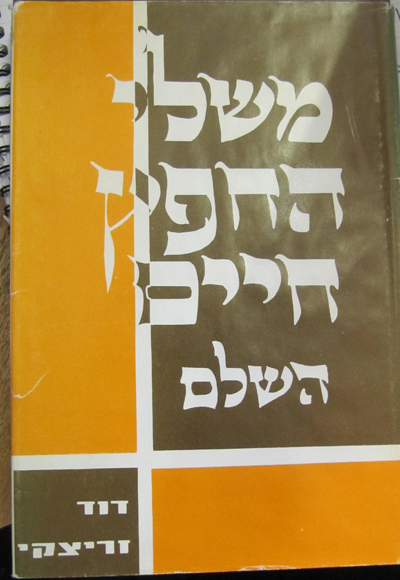 משלי
החפץ
חיים
השלם
דוד
זריצקי